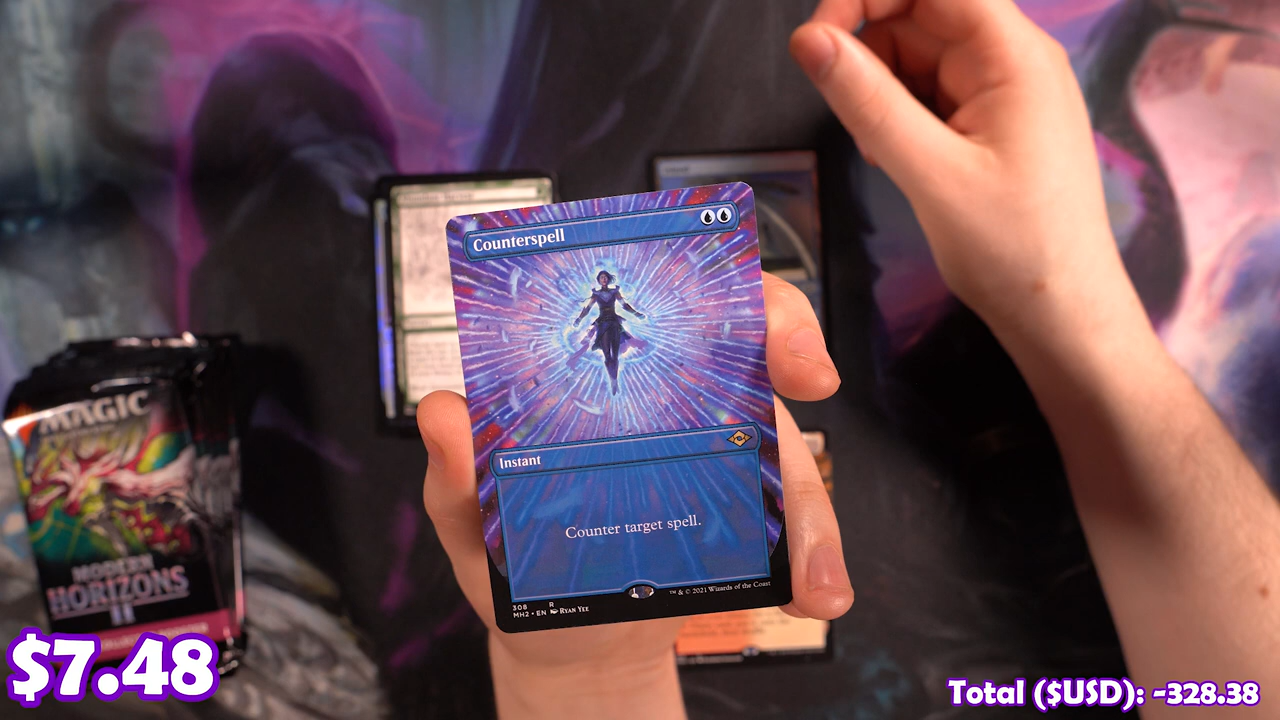 Counterspell
Instant
Counter target spell.
308 R
MH2 • EN RYAN YEE
™ & © 2021 Wizards of the Coast
MAGIC
MODERN
HORIZONS
II
$7.48
Total ($USD): -328.38